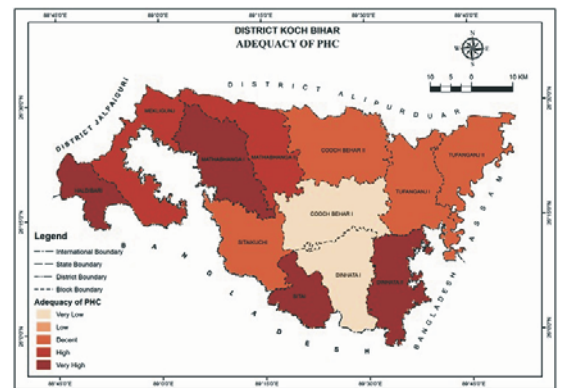 DISTRICT KOCH BIHAR
ADEQUACY OF PHC
N
W E
S
10 5 0 10 KM
DISTRICT ALIPURDUAR
DISTRICT JALPAIGURI
MEKLIGANJ
HALDIBARI
MATHABHANGA I
MATHABHANGA II
COOCH BEHAR II
TUFANGANJ II
TUFANGANJ I
COOCH BEHAR I
SITALKUCHI
DINHATA I
DINHATA II
SITAI
ASSAM
BANGLADESH
BANGLADESH
Legend
International Boundary
State Boundary
District Boundary
Block Boundary
Adequacy of PHC
Very Low
Low
Decent
High
Very High